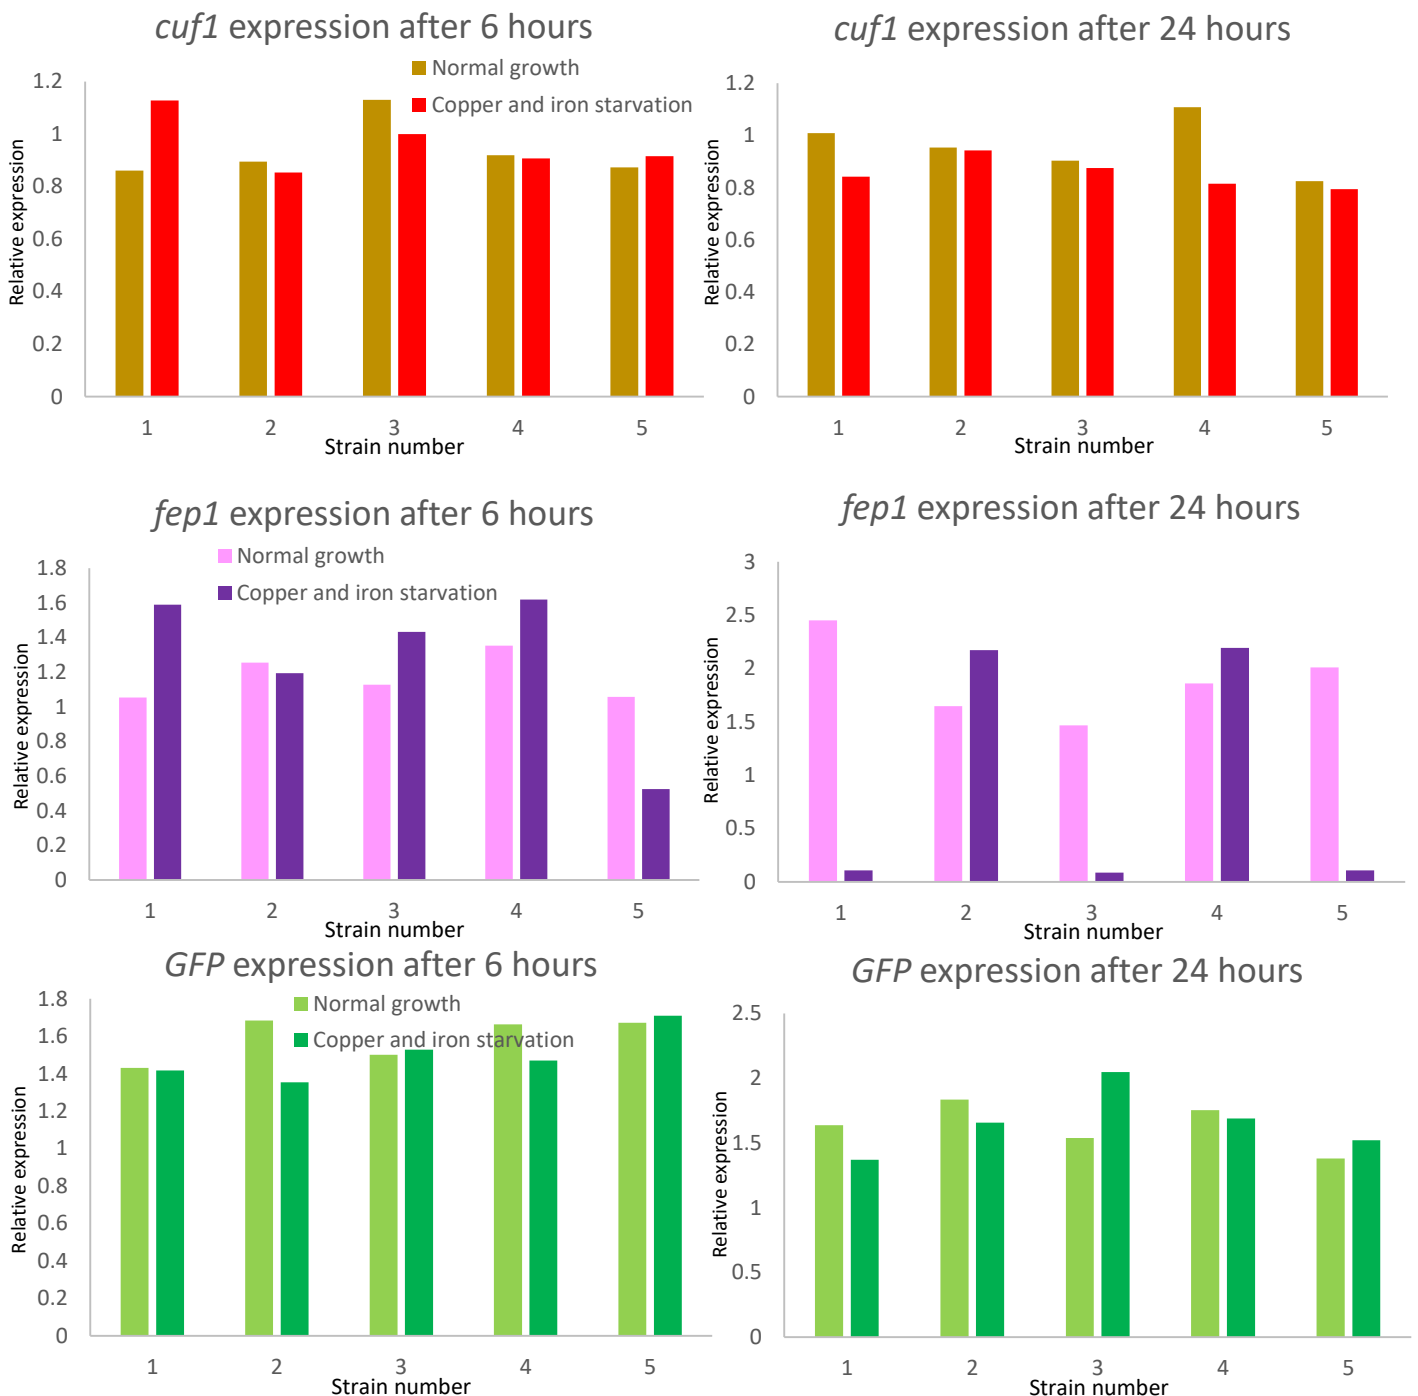 cuf1 expression after 6 hours
Normal growth
Copper and iron starvation
Relative expression
1.2
1
0.8
0.6
0.4
0.2
0
1 2 3 4 5
Strain number
cuf1 expression after 24 hours
Relative expression
1.2
1
0.8
0.6
0.4
0.2
0
1 2 3 4 5
Strain number
fep1 expression after 6 hours
Normal growth
Copper and iron starvation
Relative expression
1.8
1.6
1.4
1.2
1
0.8
0.6
0.4
0.2
0
1 2 3 4 5
Strain number
fep1 expression after 24 hours
Relative expression
3
2.5
2
1.5
1
0.5
0
1 2 3 4 5
Strain number
GFP expression after 6 hours
Normal growth
Copper and iron starvation
Relative expression
1.8
1.6
1.4
1.2
1
0.8
0.6
0.4
0.2
0
1 2 3 4 5
Strain number
GFP expression after 24 hours
Relative expression
2.5
2
1.5
1
0.5
0
1 2 3 4 5
Strain number